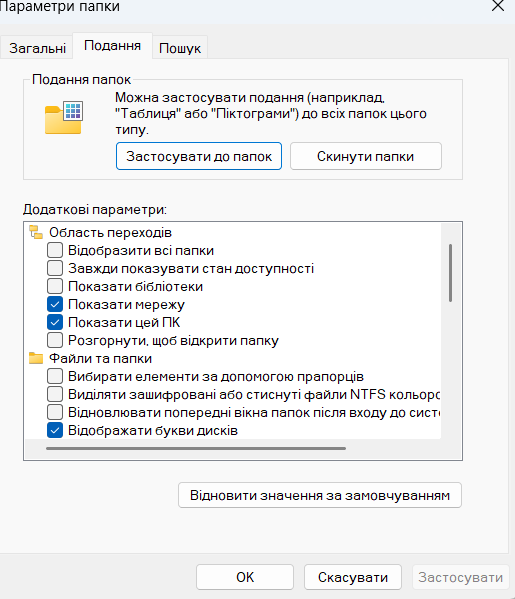 Параметри папки
Загальні
Подання
Пошук
Подання папок
Можна застосувати подання (наприклад,
"Таблиця" або "Піктограми") до всіх папок цього
типу.
Застосувати до папок
Скинути папки
Додаткові параметри:
Область переходів
Відобразити всі папки
Завжди показувати стан доступності
Показати бібліотеки
Показати мережу
Показати цей ПК
Розгорнути, щоб відкрити папку
Файли та папки
Вибирати елементи за допомогою прапорців
Виділяти зашифровані або стиснуті файли NTFS кольоро
Відновлювати попередні вікна папок після входу до систе
Відображати букви дисків
Відновити значення за замовчуванням
OK
Скасувати
Застосувати